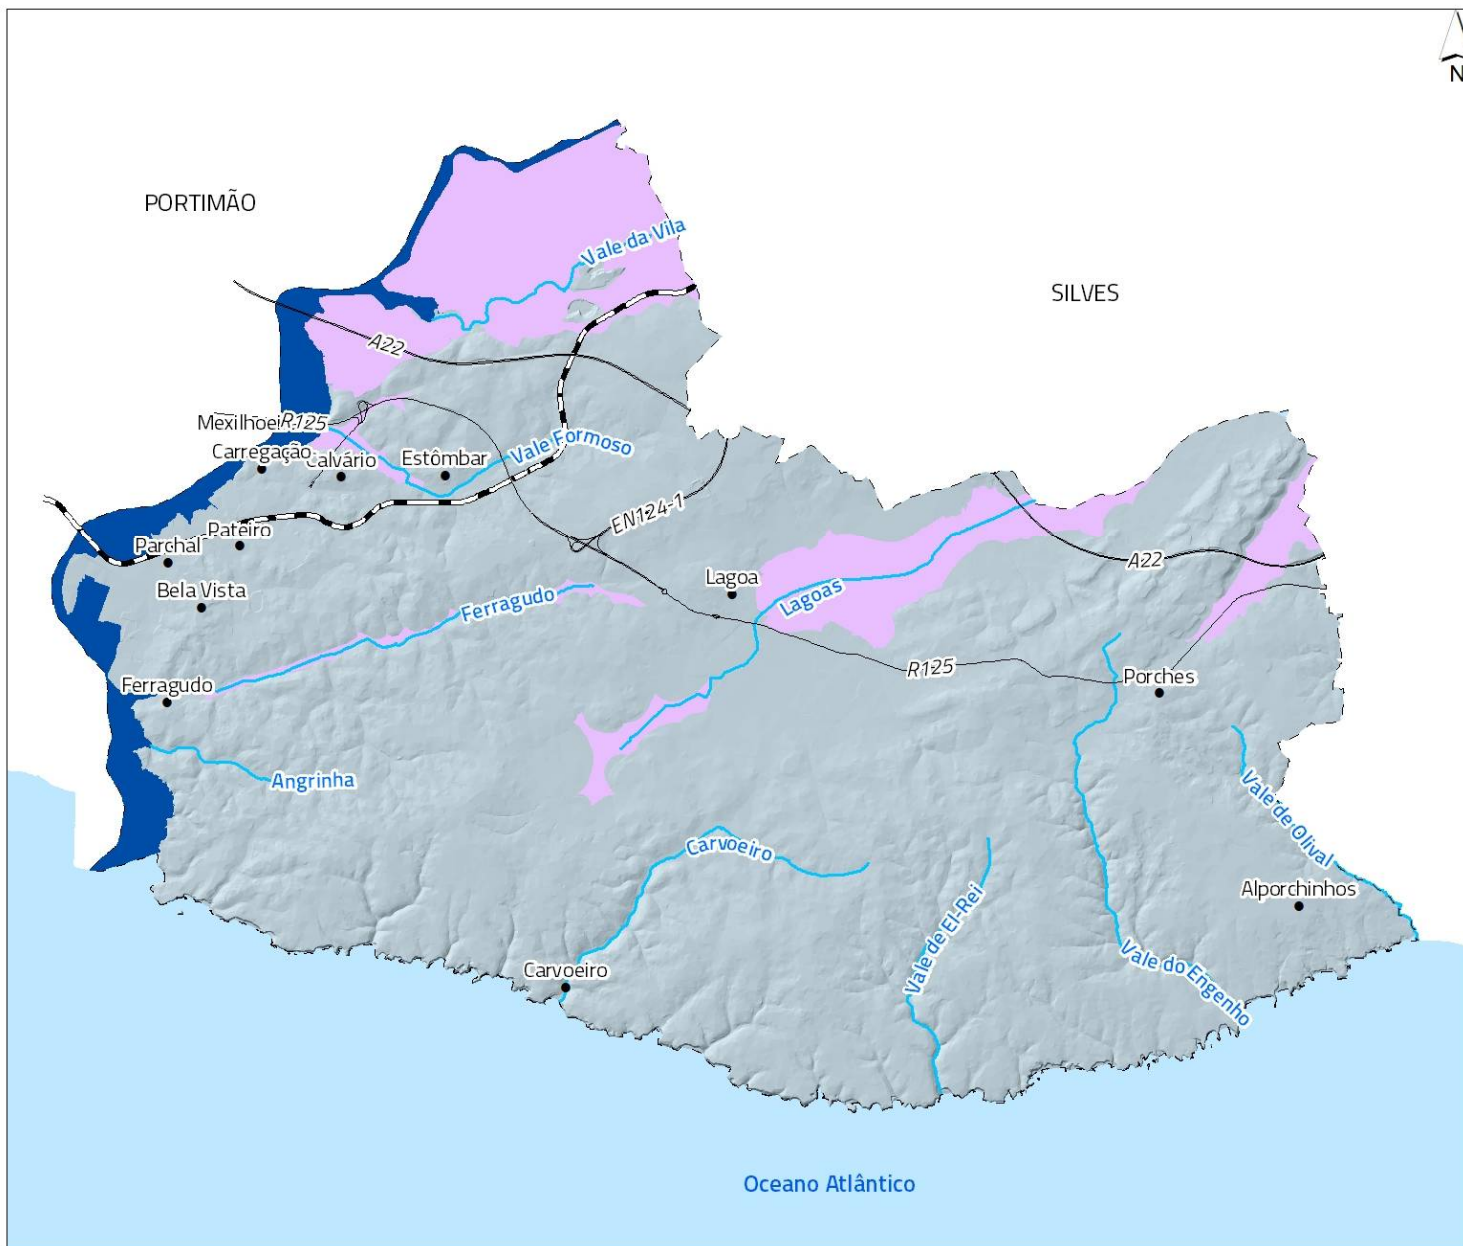 N
PORTIMÃO
Vale da Vila
SILVES
A22
R125
Carregação
Calvário
Estômbar
Vale Formoso
EN124-1
Pateiro
Parchal
A22
Lagoa
Bela Vista
Ferragudo
Lagoas
R125
Porches
Ferragudo
Angrinha
Vale de Olival
Carvoeiro
Alporchinhos
Vale de El-Rei
Carvoeiro
Vale do Engenho
Oceano Atlântico